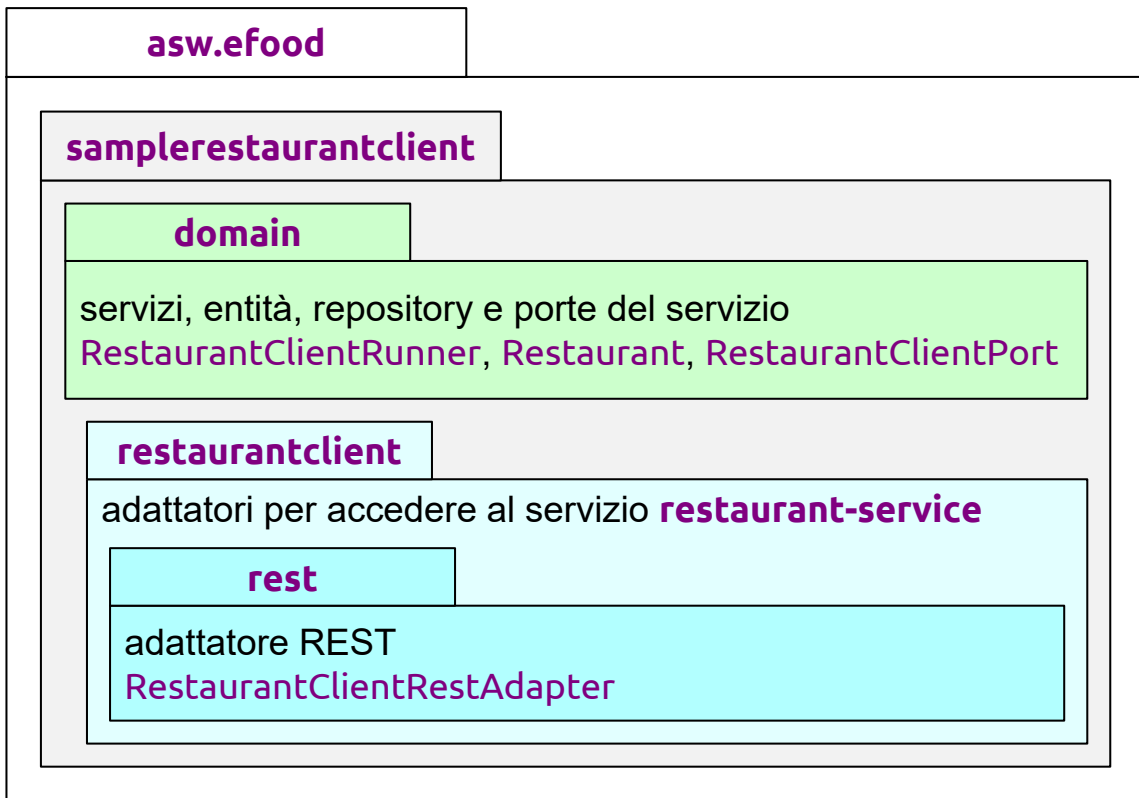 asw.efood
samplerestaurantclient
domain
servizi, entità, repository e porte del servizio
RestaurantClientRunner, Restaurant, RestaurantClientPort
restaurantclient
adattatori per accedere al servizio restaurant-service
rest
adattatore REST
RestaurantClientRestAdapter